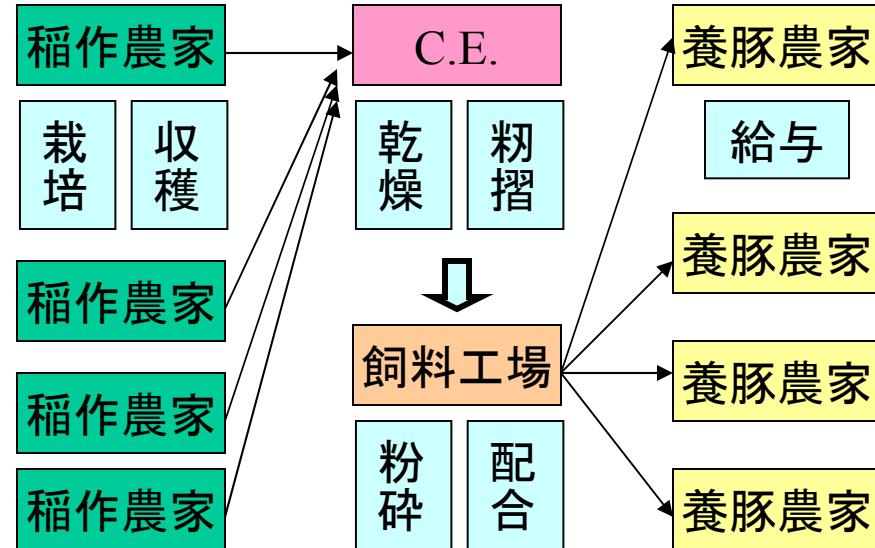 稲作農家
栽培
収穫
稲作農家
稲作農家
稲作農家
C.E.
乾燥
籾摺
飼料工場
粉砕
配合
養豚農家
給与
養豚農家
養豚農家
養豚農家